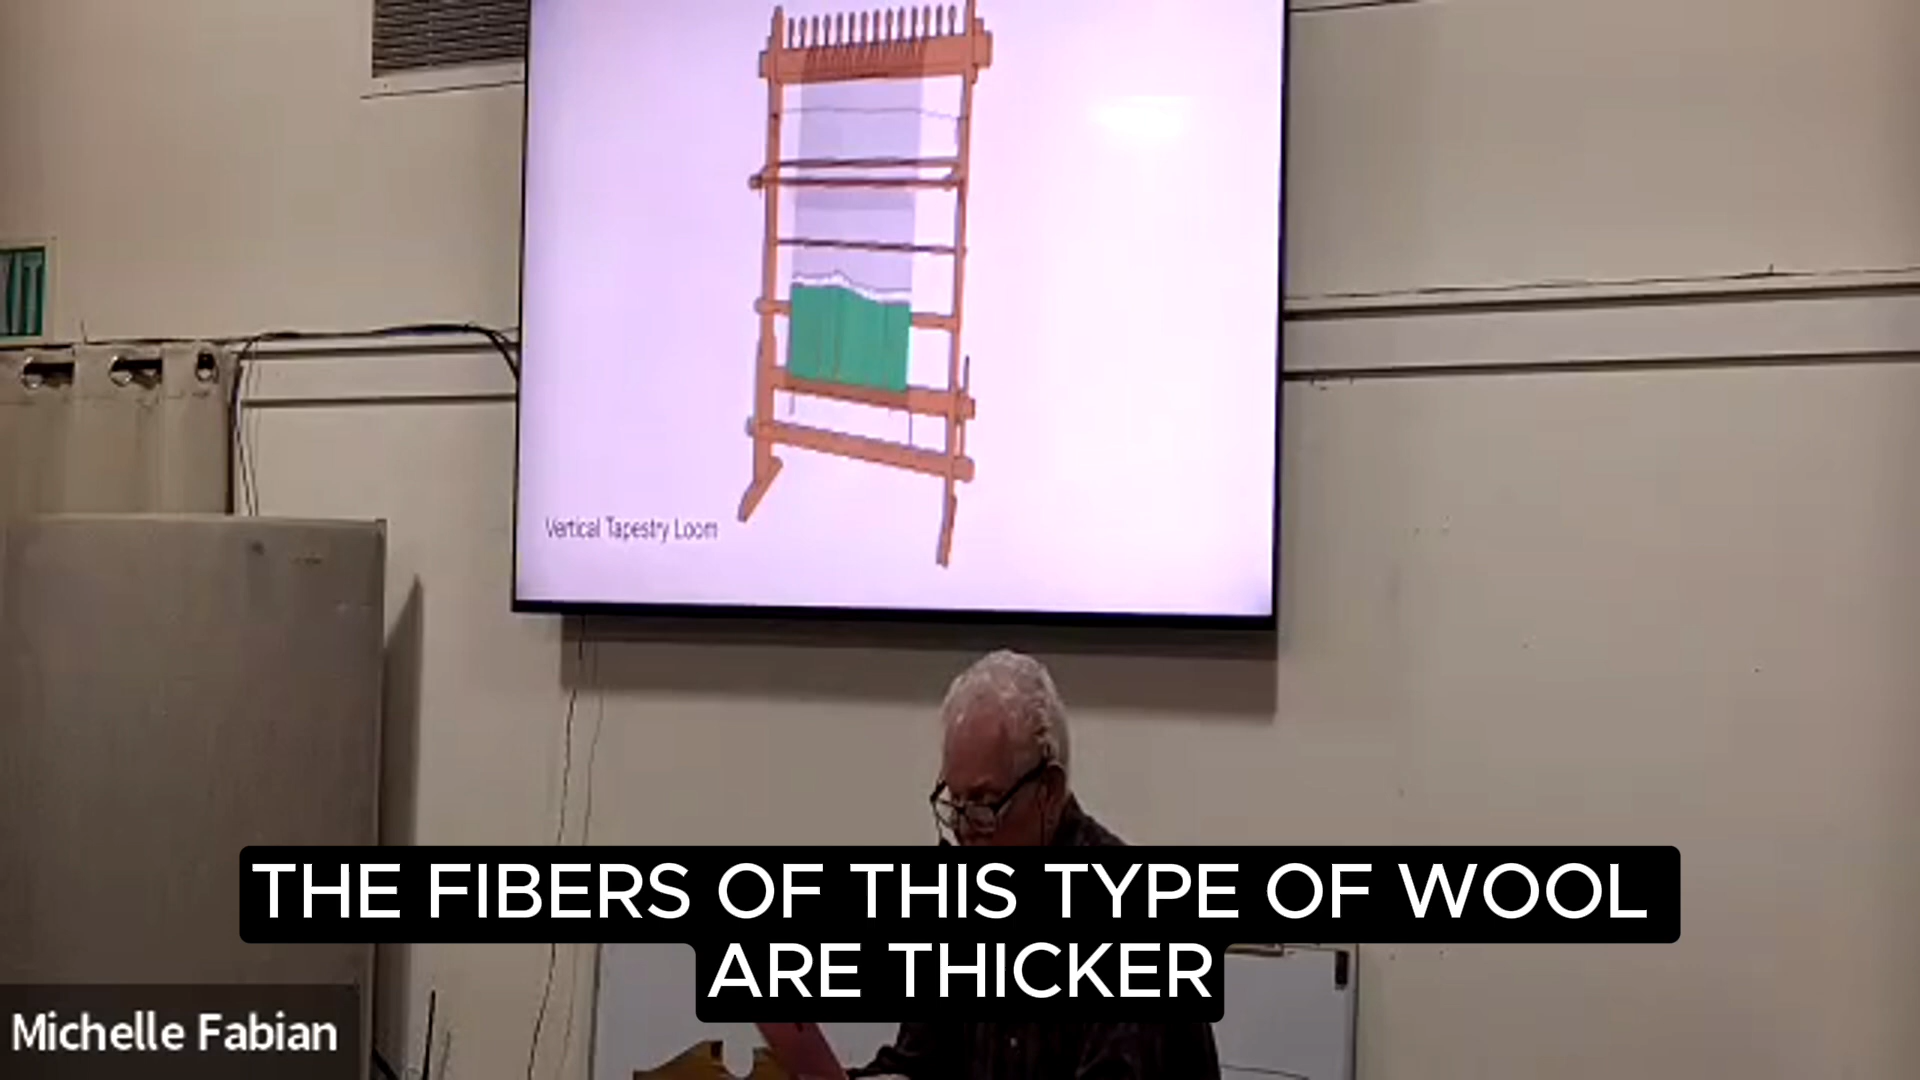 Vertical Tapestry Loom
THE FIBERS OF THIS TYPE OF WOOL
ARE THICKER
Michelle Fabian